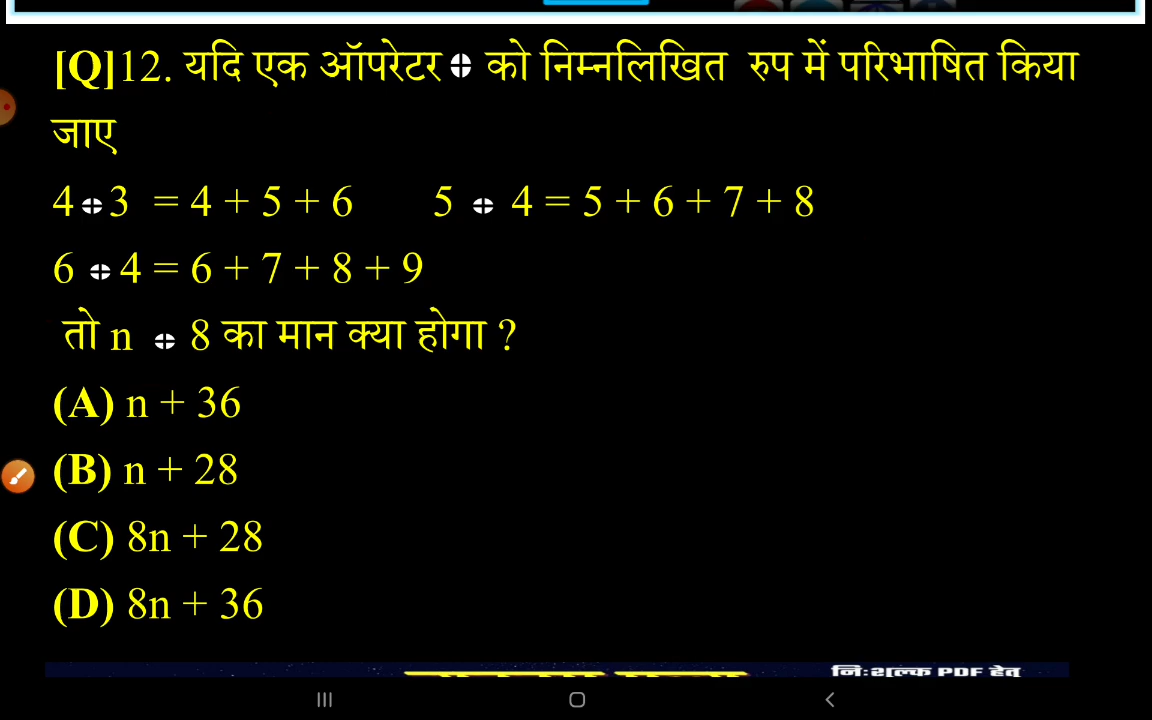 [Q]12. यदि एक ऑपरेटर ⌖ को निम्नलिखित रुप में परिभाषित किया
जाए
4 ⌖ 3 = 4 + 5 + 6 5 ⌖ 4 = 5 + 6 + 7 + 8
6 ⌖ 4 = 6 + 7 + 8 + 9
तो n ⌖ 8 का मान क्या होगा ?
(A) n + 36
(B) n + 28
(C) 8n + 28
(D) 8n + 36
निःशुल्क PDF हेतु